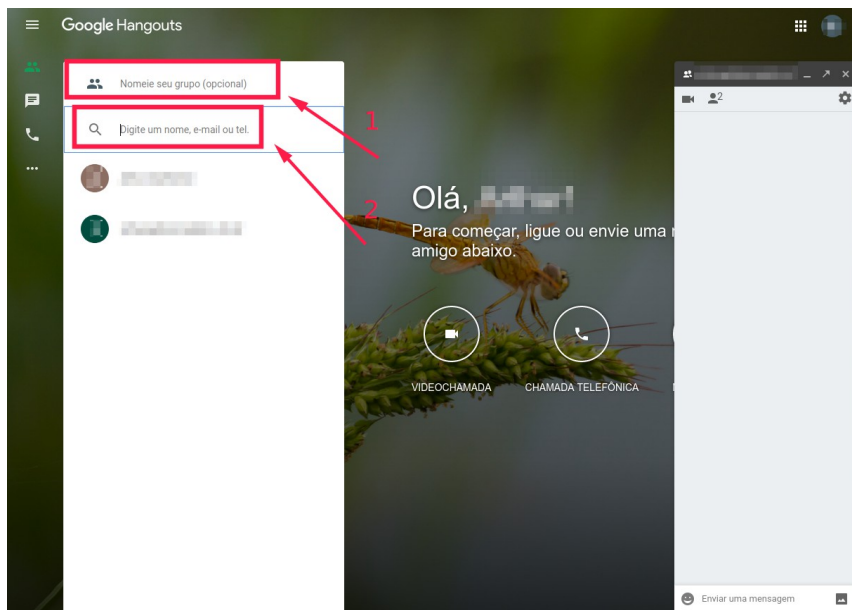 Google Hangouts
Nomeie seu grupo (opcional)
1
Digite um nome, e-mail ou tel.
2
Olá,
Para começar, ligue ou envie uma
amigo abaixo.
VIDEOCHAMADA
CHAMADA TELEFÔNICA
2
Enviar uma mensagem